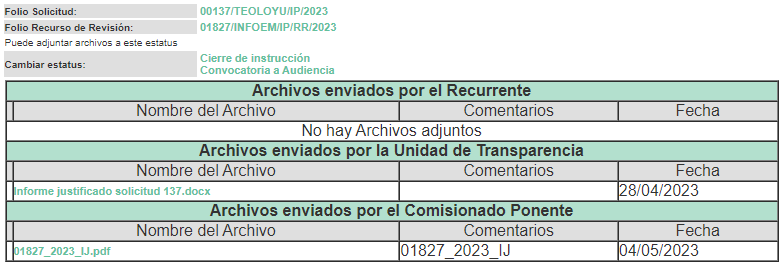 Folio Solicitud: 00137/TEOLOYU/IP/2023
Folio Recurso de Revisión: 01827/INFOEM/IP/RR/2023
Puede adjuntar archivos a este estatus
Cambiar estatus: Cierre de instrucción
Convocatoria a Audiencia
Archivos enviados por el Recurrente
Nombre del Archivo Comentarios Fecha
No hay Archivos adjuntos
Archivos enviados por la Unidad de Transparencia
Nombre del Archivo Comentarios Fecha
Informe justificado solicitud 137.docx 28/04/2023
Archivos enviados por el Comisionado Ponente
Nombre del Archivo Comentarios Fecha
01827_2023_IJ.pdf 01827_2023_IJ 04/05/2023